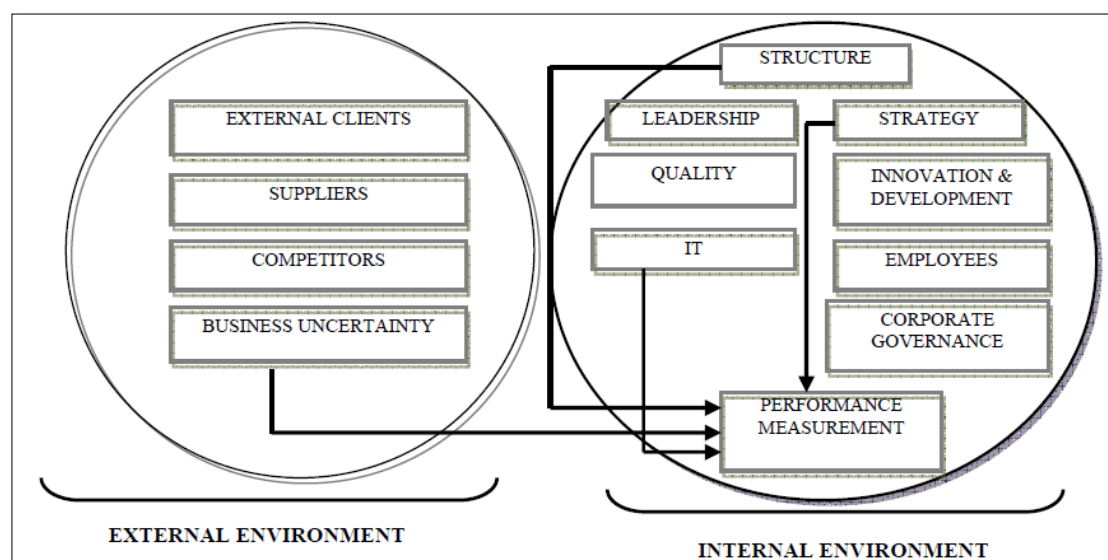 EXTERNAL CLIENTS
SUPPLIERS
COMPETITORS
BUSINESS UNCERTAINTY
EXTERNAL ENVIRONMENT
STRUCTURE
LEADERSHIP
STRATEGY
QUALITY
INNOVATION &
DEVELOPMENT
IT
EMPLOYEES
CORPORATE
GOVERNANCE
PERFORMANCE
MEASUREMENT
INTERNAL ENVIRONMENT